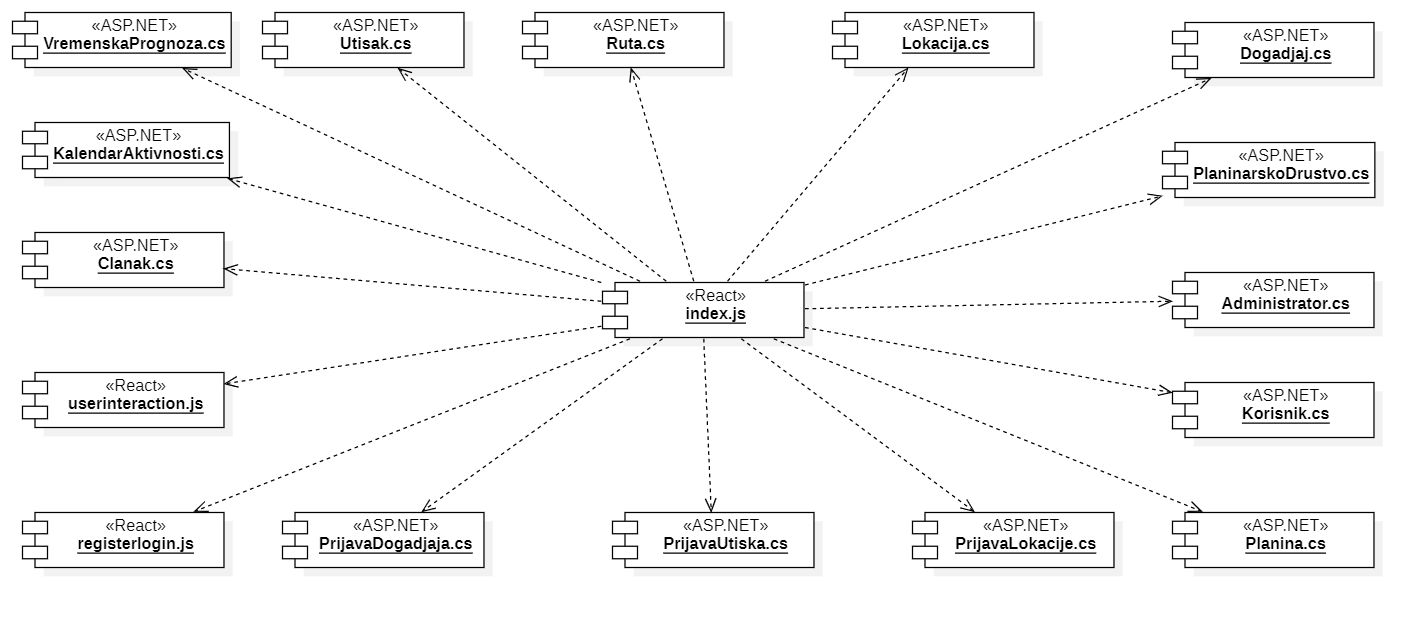 «ASP.NET»
VremenskaPrognoza.cs
«ASP.NET»
Utisak.cs
«ASP.NET»
Ruta.cs
«ASP.NET»
Lokacija.cs
«ASP.NET»
Dogadjaj.cs
«ASP.NET»
KalendarAktivnosti.cs
«ASP.NET»
PlaninarskoDrustvo.cs
«ASP.NET»
Clanak.cs
«React»
index.js
«ASP.NET»
Administrator.cs
«React»
userinteraction.js
«ASP.NET»
Korisnik.cs
«React»
registerlogin.js
«ASP.NET»
PrijavaDogadjaja.cs
«ASP.NET»
PrijavaUtiska.cs
«ASP.NET»
PrijavaLokacije.cs
«ASP.NET»
Planina.cs